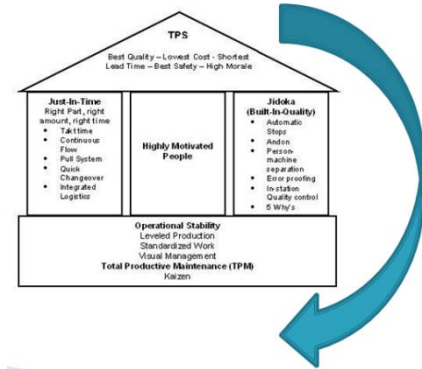 TPS
Best Quality – Lowest Cost - Shortest
Lead Time – Best Safety – High Morale
Just-In-Time
Right Part, right
amount, right time
• Takt time
• Continuous
Flow
• Pull System
• Quick
Changeover
• Integrated
Logistics
Highly Motivated
People
Jidoka
(Built-In-Quality)
• Automatic
Stops
• Andon
• Person-
machine
separation
• Error proofing
• In-station
Quality control
• 5 Why's
Operational Stability
Leveled Production
Standardized Work
Visual Management
Total Productive Maintenance (TPM)
Kaizen